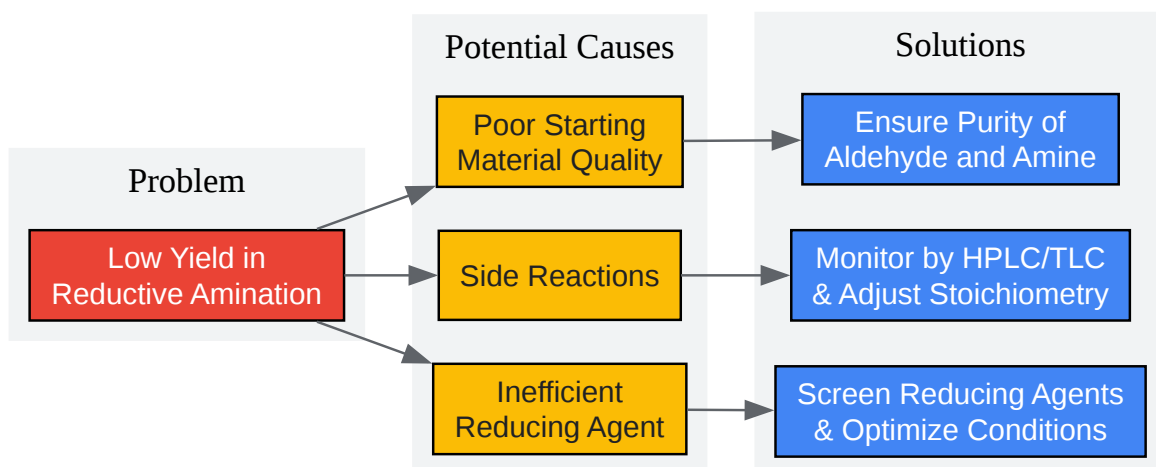 Problem
Low Yield in
Reductive Amination
Potential Causes
Poor Starting
Material Quality
Side Reactions
Inefficient
Reducing Agent
Solutions
Ensure Purity of
Aldehyde and Amine
Monitor by HPLC/TLC
& Adjust Stoichiometry
Screen Reducing Agents
& Optimize Conditions